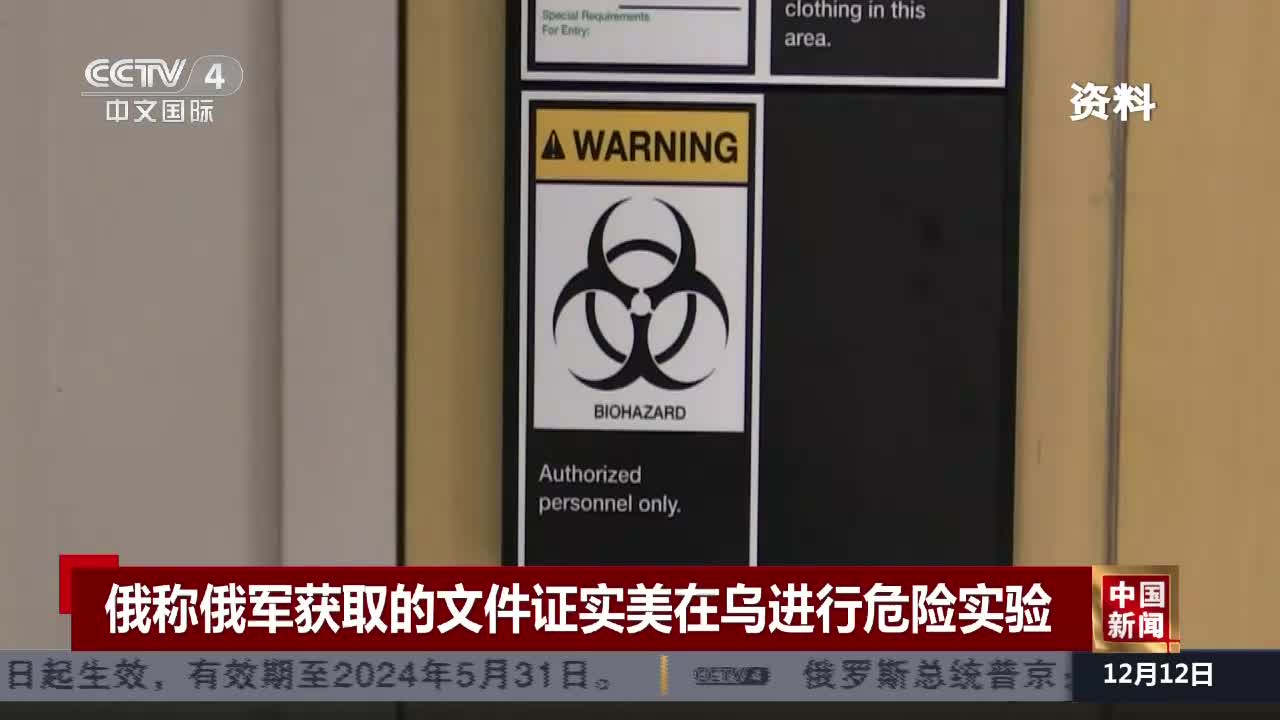 Special Requirements
For Entry:
clothing in this
area.
CCTV 4
中文国际
资料
WARNING
BIOHAZARD
Authorized
personnel only.
俄称俄军获取的文件证实美在乌进行危险实验
中国
新闻
日起生效，有效期至2024年5月31日。 CCTV 4 俄罗斯总统普京
12月12日